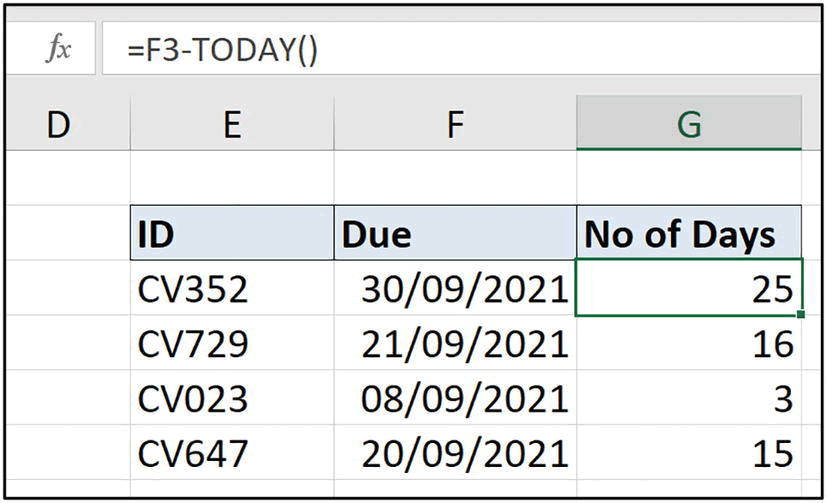 fx =F3-TODAY()
D E F G
ID Due No of Days
CV352 30/09/2021 25
CV729 21/09/2021 16
CV023 08/09/2021 3
CV647 20/09/2021 15